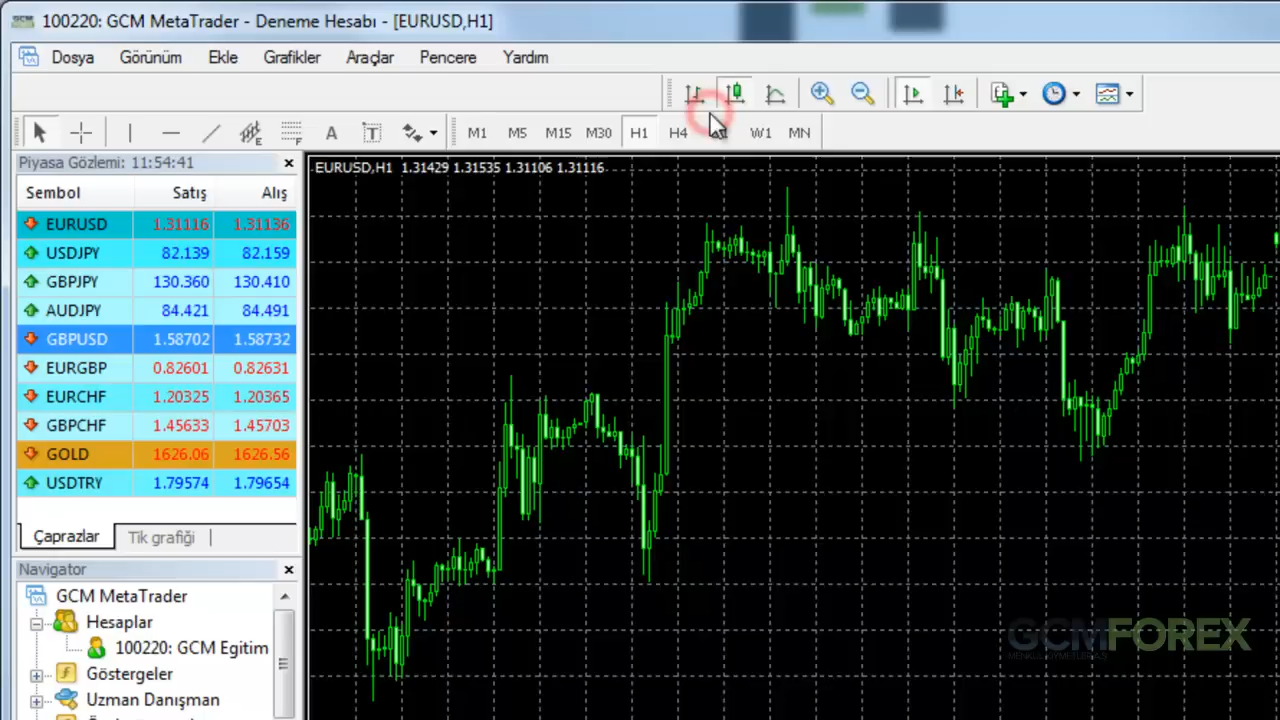 100220: GCM MetaTrader - Deneme Hesabı - [EURUSD,H1]
Dosya Görünüm Ekle Grafikler Araçlar Pencere Yardım
A T M1 M5 M15 M30 H1 H4 W1 MN
Piyasa Gözlemi: 11:54:41
Sembol Satış Alış
EURUSD 1.31116 1.31136
USDJPY 82.139 82.159
GBPJPY 130.360 130.410
AUDJPY 84.421 84.491
GBPUSD 1.58702 1.58732
EURGBP 0.82601 0.82631
EURCHF 1.20325 1.20365
GBPCHF 1.45633 1.45703
GOLD 1626.06 1626.56
USDTRY 1.79574 1.79654
Çaprazlar Tik grafiği
Navigator
GCM MetaTrader
Hesaplar
100220: GCM Egitim
Göstergeler
Uzman Danışman
EURUSD,H1 1.31429 1.31535 1.31106 1.31116
GCMFOREX